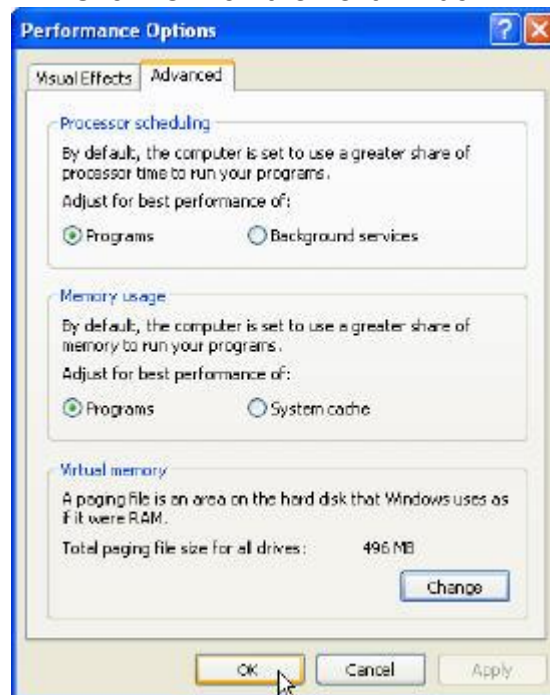 Performance Options
Visual Effects
Advanced
Processor scheduling
By default, the computer is set to use a greater share of
processor time to run your programs.
Adjust for best performance of:
Programs
Background services
Memory usage
By default, the computer is set to use a greater share of
memory to run your programs.
Adjust for best performance of:
Programs
System cache
Virtual memory
A paging file is an area on the hard disk that Windows uses as
if it were RAM.
Total paging file size for all drives: 496 MB
Change
OK
Cancel
Apply